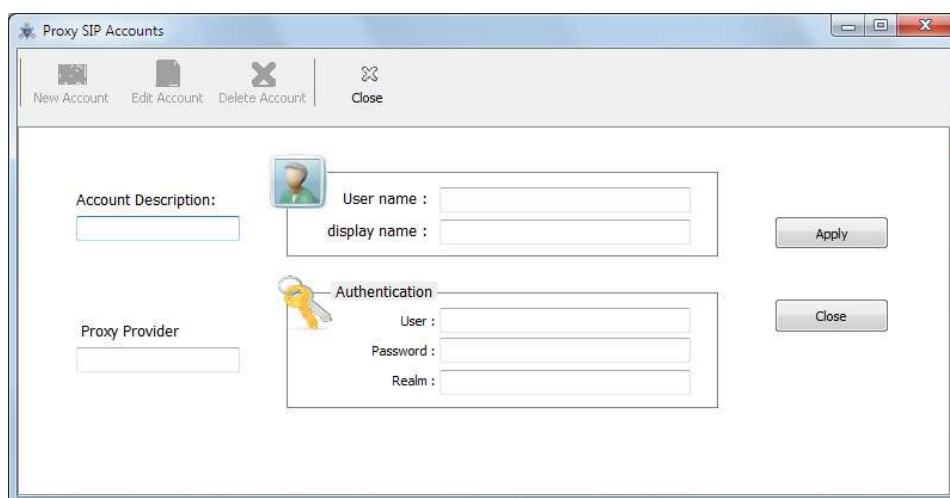 Proxy SIP Accounts
New Account Edit Account Delete Account Close
Account Description:
User name :
display name :
Apply
Authentication
User :
Close
Proxy Provider
Password :
Realm :